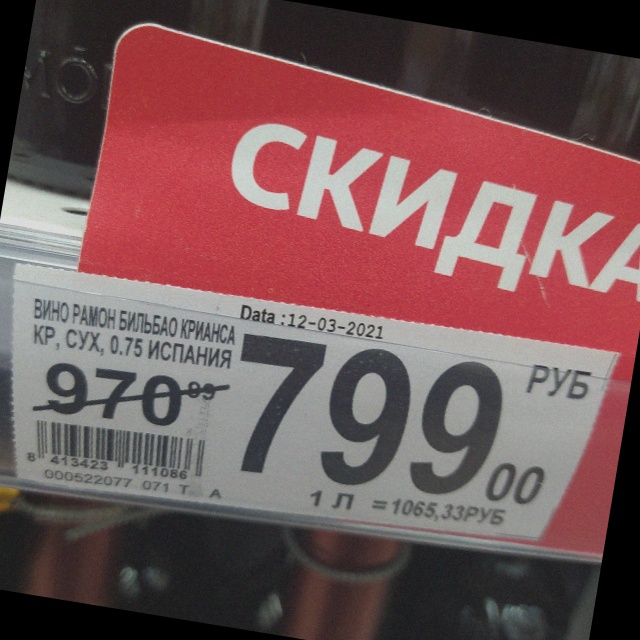 СКИДКА
Data :12-03-2021
ВИНО РАМОН БИЛЬБАО КРИАНСА
КР, СУХ, 0.75 ИСПАНИЯ
970 89
799 00
РУБ
8 413423 111086
000522077 071 Т А
1 Л =1065,33РУБ